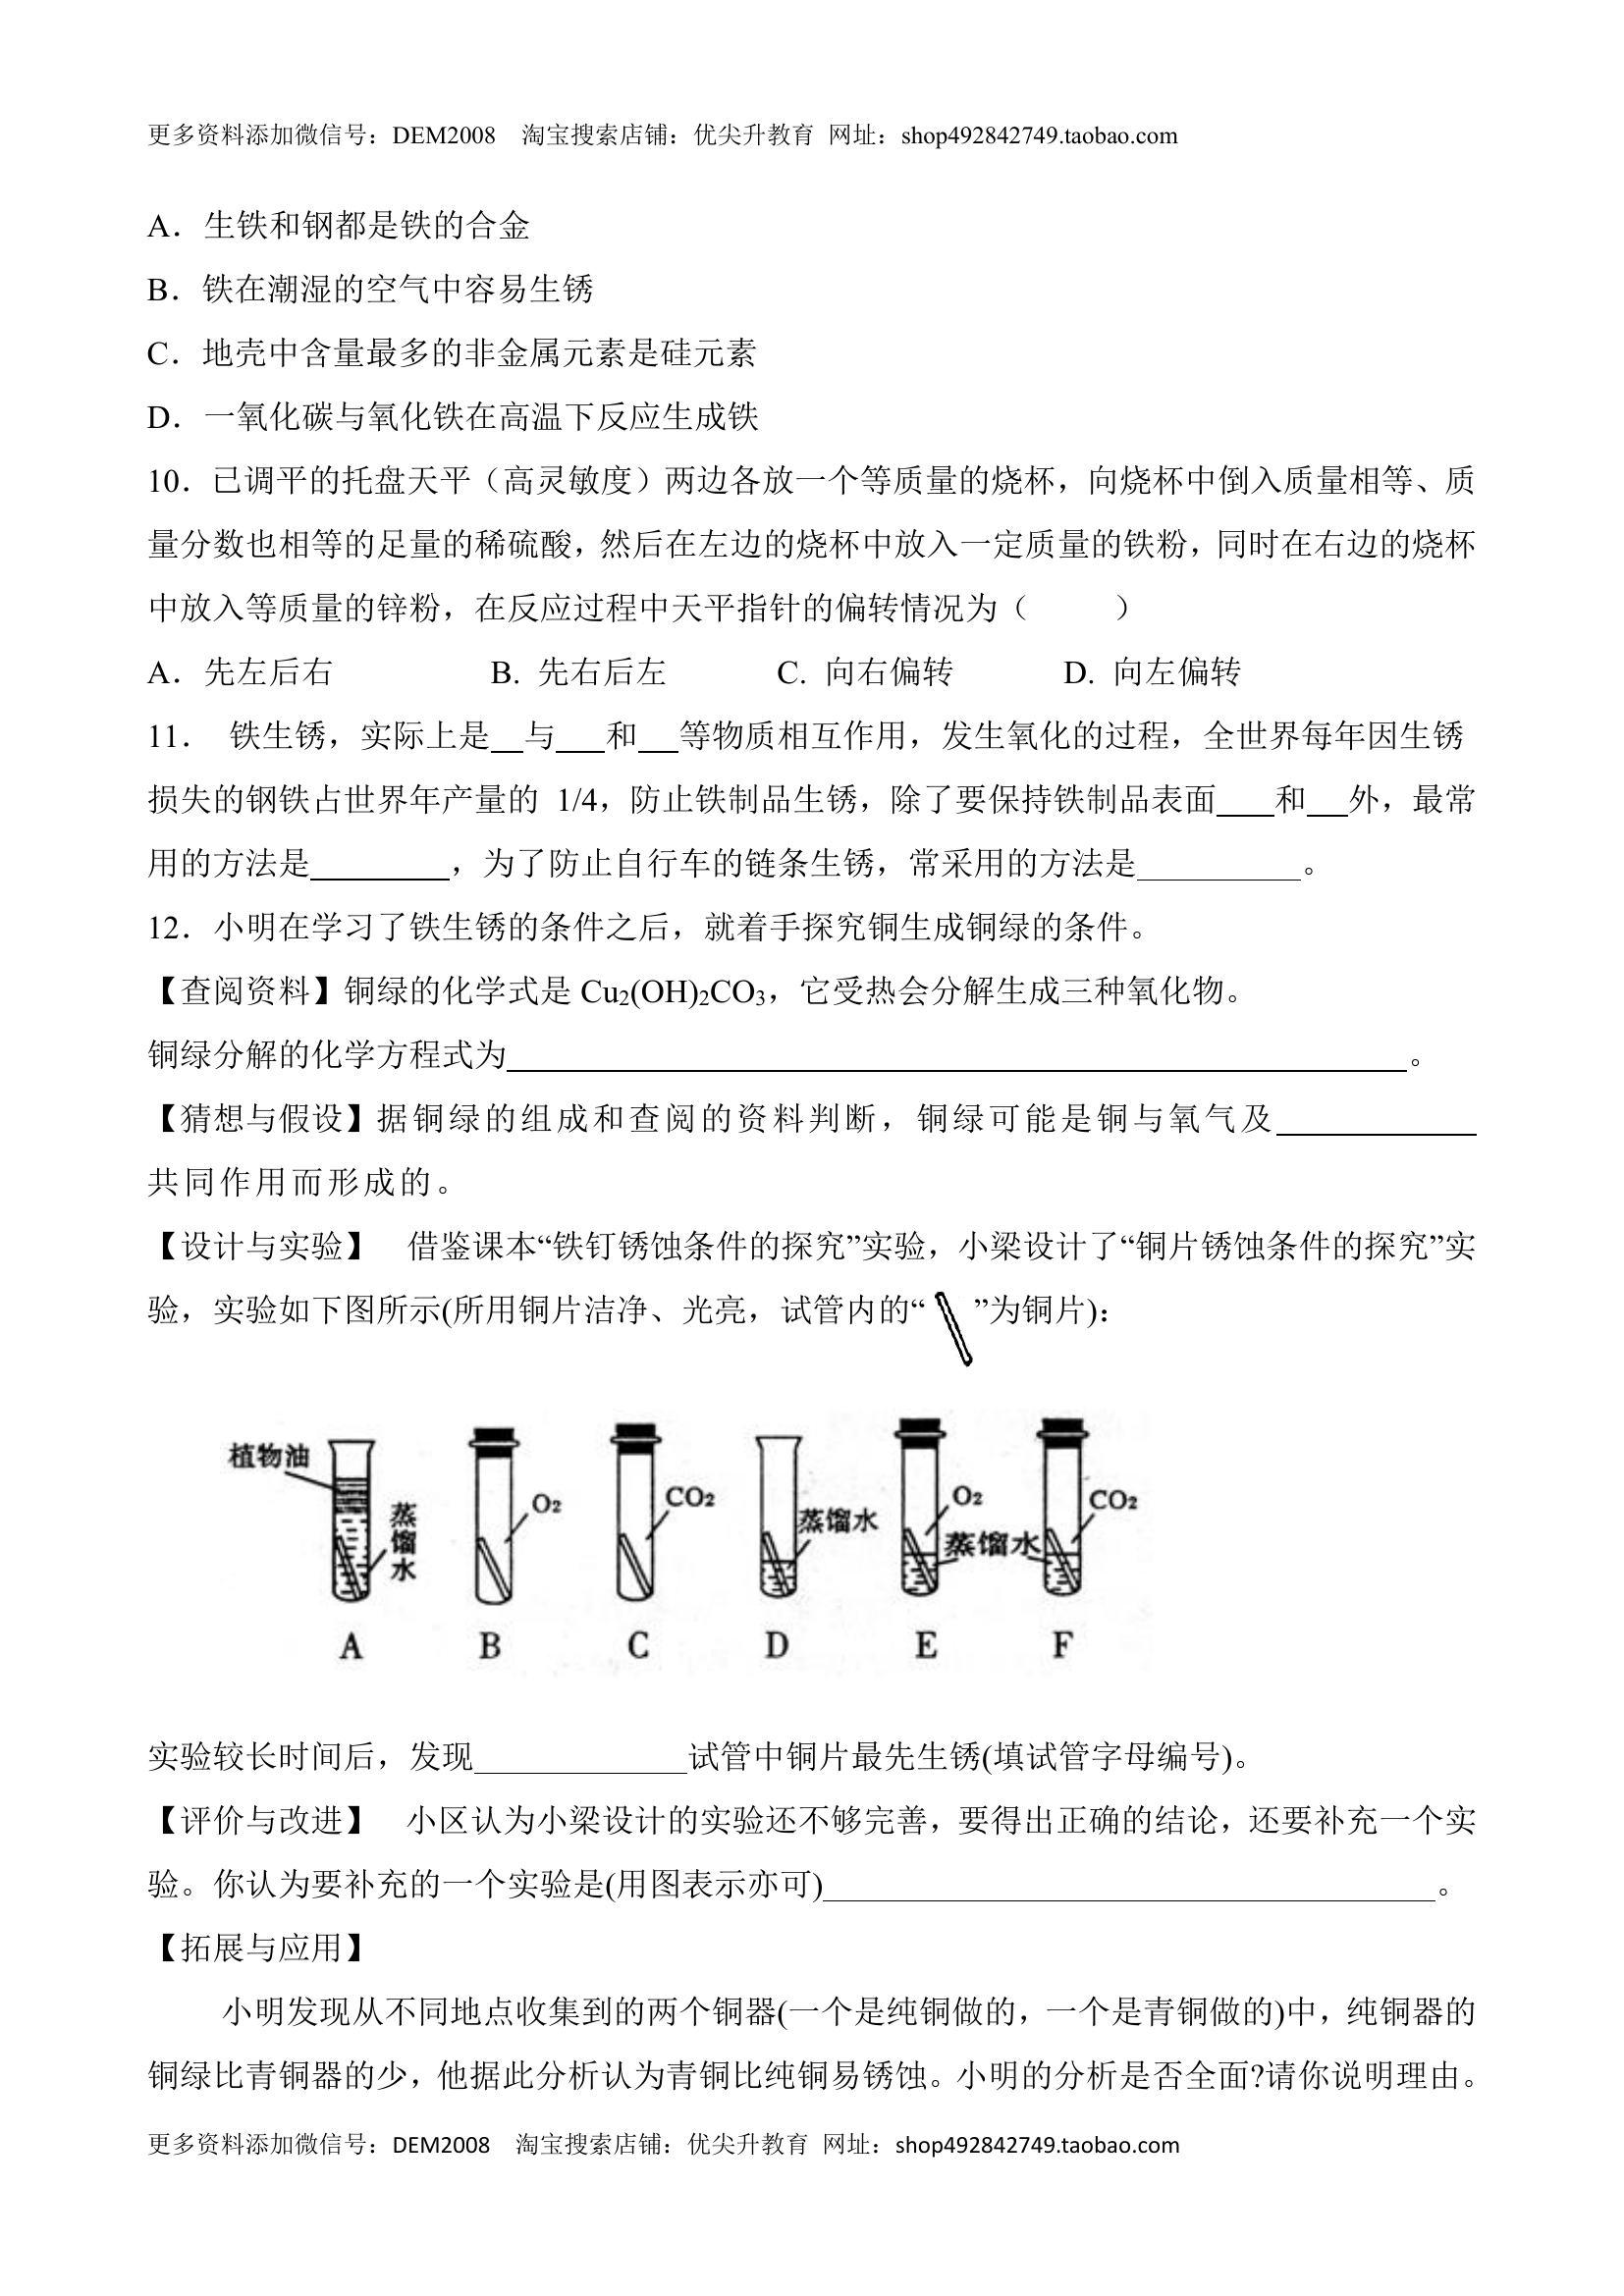 更多资料添加微信号：DEM2008 淘宝搜索店铺：优尖升教育 网址：shop492842749.taobao.com
A．生铁和钢都是铁的合金
B．铁在潮湿的空气中容易生锈
C．地壳中含量最多的非金属元素是硅元素
D．一氧化碳与氧化铁在高温下反应生成铁
10．已调平的托盘天平（高灵敏度）两边各放一个等质量的烧杯，向烧杯中倒入质量相等、质
量分数也相等的足量的稀硫酸，然后在左边的烧杯中放入一定质量的铁粉，同时在右边的烧杯
中放入等质量的锌粉，在反应过程中天平指针的偏转情况为（ ）
A．先左后右 B. 先右后左 C. 向右偏转 D. 向左偏转
11． 铁生锈，实际上是__与___和__等物质相互作用，发生氧化的过程，全世界每年因生锈
损失的钢铁占世界年产量的 1/4，防止铁制品生锈，除了要保持铁制品表面___和__外，最常
用的方法是________，为了防止自行车的链条生锈，常采用的方法是__________。
12．小明在学习了铁生锈的条件之后，就着手探究铜生成铜绿的条件。
【查阅资料】铜绿的化学式是 Cu₂(OH)₂CO₃，它受热会分解生成三种氧化物。
铜绿分解的化学方程式为____________________。
【猜想与假设】据铜绿的组成和查阅的资料判断，铜绿可能是铜与氧气及__________
共同作用而形成的。
【设计与实验】 借鉴课本“铁钉锈蚀条件的探究”实验，小梁设计了“铜片锈蚀条件的探究”实
验，实验如下图所示(所用铜片洁净、光亮，试管内的“ ”为铜片)：
植物油 蒸馏水 O₂ CO₂ 蒸馏水 O₂ 蒸馏水 CO₂
A B C D E F
实验较长时间后，发现_____________试管中铜片最先生锈(填试管字母编号)。
【评价与改进】 小区认为小梁设计的实验还不够完善，要得出正确的结论，还要补充一个实
验。你认为要补充的一个实验是(用图表示亦可)____________________。
【拓展与应用】
小明发现从不同地点收集到的两个铜器(一个是纯铜做的，一个是青铜做的)中，纯铜器的
铜绿比青铜器的少，他据此分析认为青铜比纯铜易锈蚀。小明的分析是否全面?请你说明理由。
更多资料添加微信号：DEM2008 淘宝搜索店铺：优尖升教育 网址：shop492842749.taobao.com